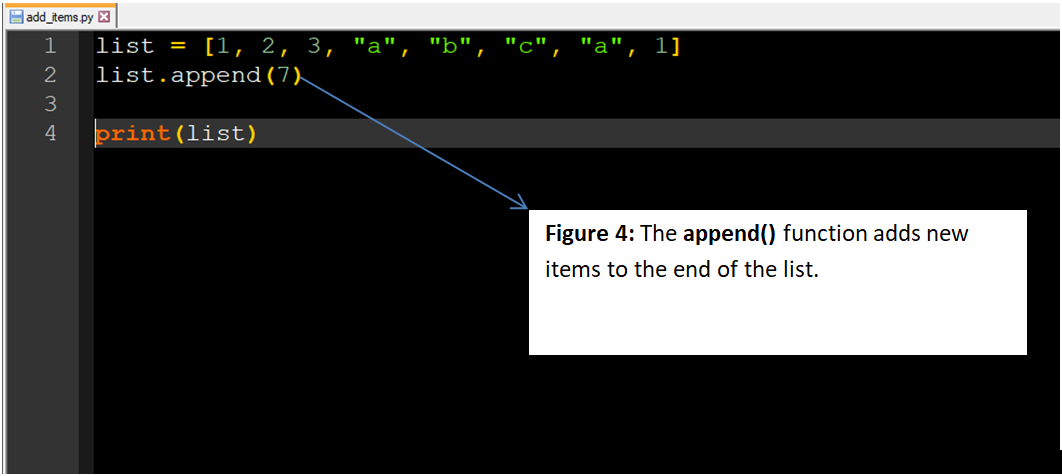 add_items.py
1 list = [1, 2, 3, "a", "b", "c", "a", 1]
2 list.append(7)
3
4 print(list)
Figure 4: The append() function adds new
items to the end of the list.